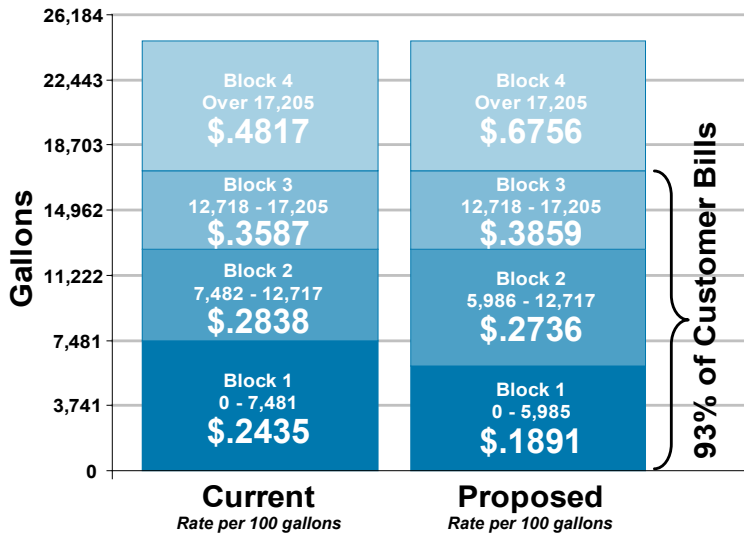 26,184
22,443
18,703
14,962
11,222
7,481
3,741
0
Gallons
Block 4
Over 17,205
$.4817
Block 3
12,718 - 17,205
$.3587
Block 2
7,482 - 12,717
$.2838
Block 1
0 - 7,481
$.2435
Current
Rate per 100 gallons
Block 4
Over 17,205
$.6756
Block 3
12,718 - 17,205
$.3859
Block 2
5,986 - 12,717
$.2736
Block 1
0 - 5,985
$.1891
Proposed
Rate per 100 gallons
93% of Customer Bills